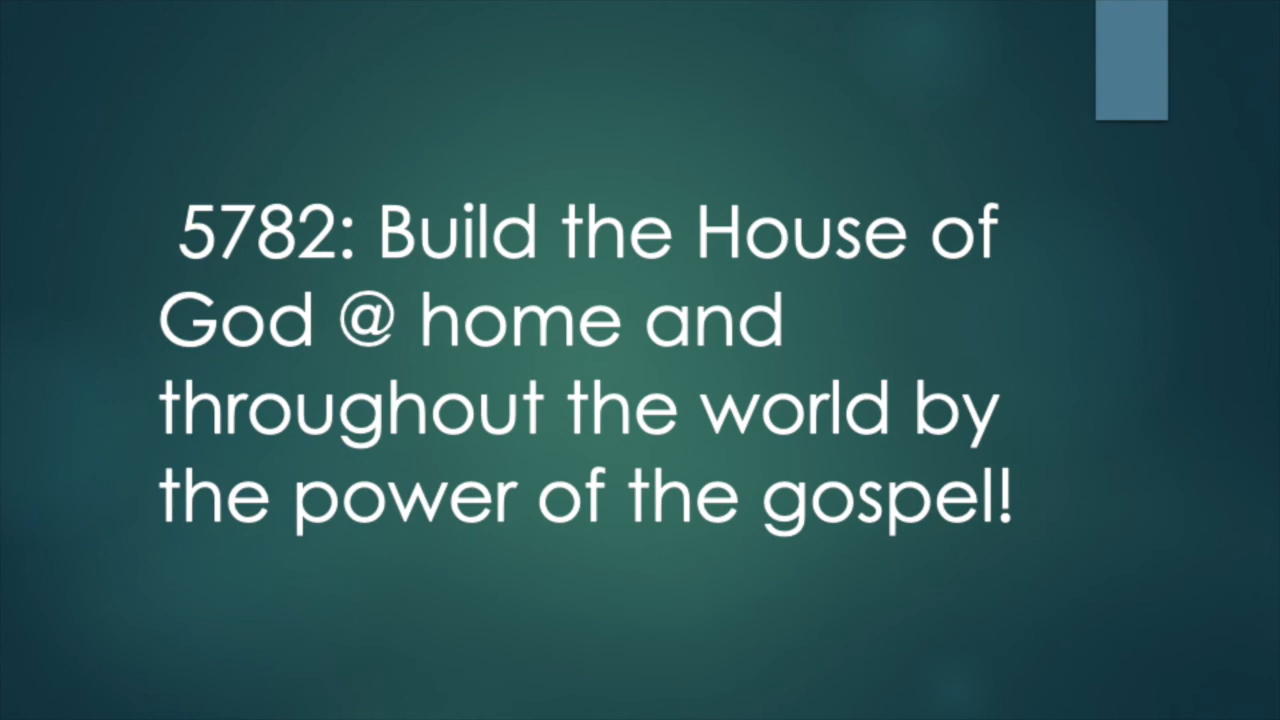 5782: Build the House of
God @ home and
throughout the world by
the power of the gospel!